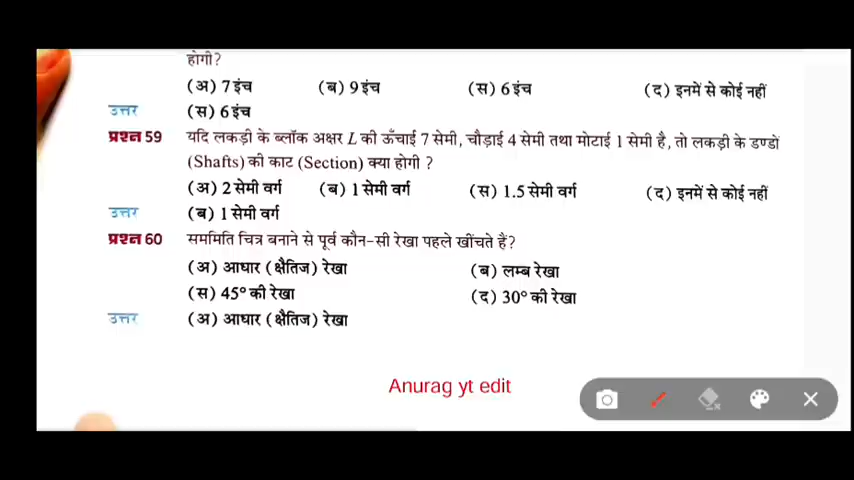 होगी?
(अ) 7 इंच (ब) 9 इंच (स) 6 इंच (द) इनमें से कोई नहीं
उत्तर (स) 6 इंच
प्रश्न 59 यदि लकड़ी के ब्लॉक अक्षर L की ऊँचाई 7 सेमी, चौड़ाई 4 सेमी तथा मोटाई 1 सेमी है, तो लकड़ी के डण्डों
(Shafts) की काट (Section) क्या होगी ?
(अ) 2 सेमी वर्ग (ब) 1 सेमी वर्ग (स) 1.5 सेमी वर्ग (द) इनमें से कोई नहीं
उत्तर (ब) 1 सेमी वर्ग
प्रश्न 60 सममिति चित्र बनाने से पूर्व कौन-सी रेखा पहले खींचते हैं?
(अ) आधार (क्षैतिज) रेखा (ब) लम्ब रेखा
(स) 45° की रेखा (द) 30° की रेखा
उत्तर (अ) आधार (क्षैतिज) रेखा
Anurag yt edit